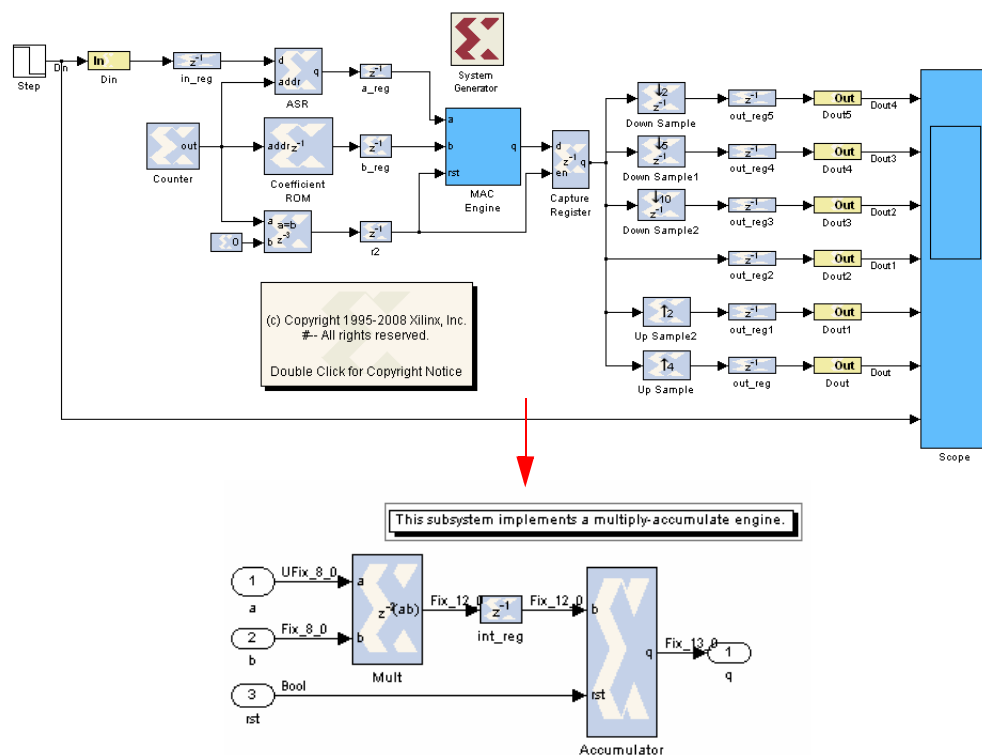 Step
Dn
In
Din
z-1
in_reg
d
addr
q
ASR
z-1
a_reg
System
Generator
Counter
out
addr z-1
Coefficient
ROM
z-1
b_reg
0
a
b
a=b
z-3
z-1
r2
a
b
rst
q
MAC
Engine
d
en
z-1
q
Capture
Register
↓2
z-1
Down Sample
z-1
out_reg5
Out
Dout5
Dout4
↓5
z-1
Down Sample1
z-1
out_reg4
Out
Dout4
Dout3
↓10
z-1
Down Sample2
z-1
out_reg3
Out
Dout3
Dout2
z-1
out_reg2
Out
Dout2
Dout1
↑2
Up Sample2
z-1
out_reg1
Out
Dout1
↑4
Up Sample
z-1
out_reg
Out
Dout
Dout
Scope
(c) Copyright 1995-2008 Xilinx, Inc.
#-- All rights reserved.
Double Click for Copyright Notice
This subsystem implements a multiply-accumulate engine.
1
a
UFix_8_0
2
b
Fix_8_0
3
rst
Bool
a
b
(ab)
Mult
Fix_12_0
z-1
int_reg
Fix_12_0
b
rst
q
Accumulator
Fix_13_0
1
q